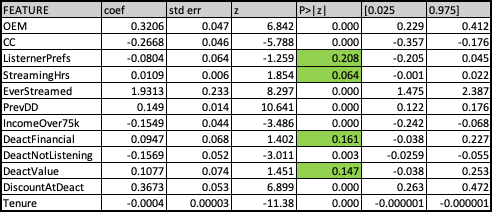 FEATURE coef std err z P>|z| [0.025 0.975]
OEM 0.3206 0.047 6.842 0.000 0.229 0.412
CC -0.2668 0.046 -5.788 0.000 -0.357 -0.176
ListenerPrefs -0.0804 0.064 -1.259 0.208 -0.205 0.045
StreamingHrs 0.0109 0.006 1.854 0.064 -0.001 0.022
EverStreamed 1.9313 0.233 8.297 0.000 1.475 2.387
PrevDD 0.149 0.014 10.641 0.000 0.122 0.176
IncomeOver75k -0.1549 0.044 -3.486 0.000 -0.242 -0.068
DeactFinancial 0.0947 0.068 1.402 0.161 -0.038 0.227
DeactNotListening -0.1569 0.052 -3.011 0.003 -0.0259 -0.055
DeactValue 0.1077 0.074 1.451 0.147 -0.038 0.253
DiscountAtDeact 0.3673 0.053 6.899 0.000 0.263 0.472
Tenure -0.0004 0.00003 -11.38 0.000 -0.000001 -0.000001